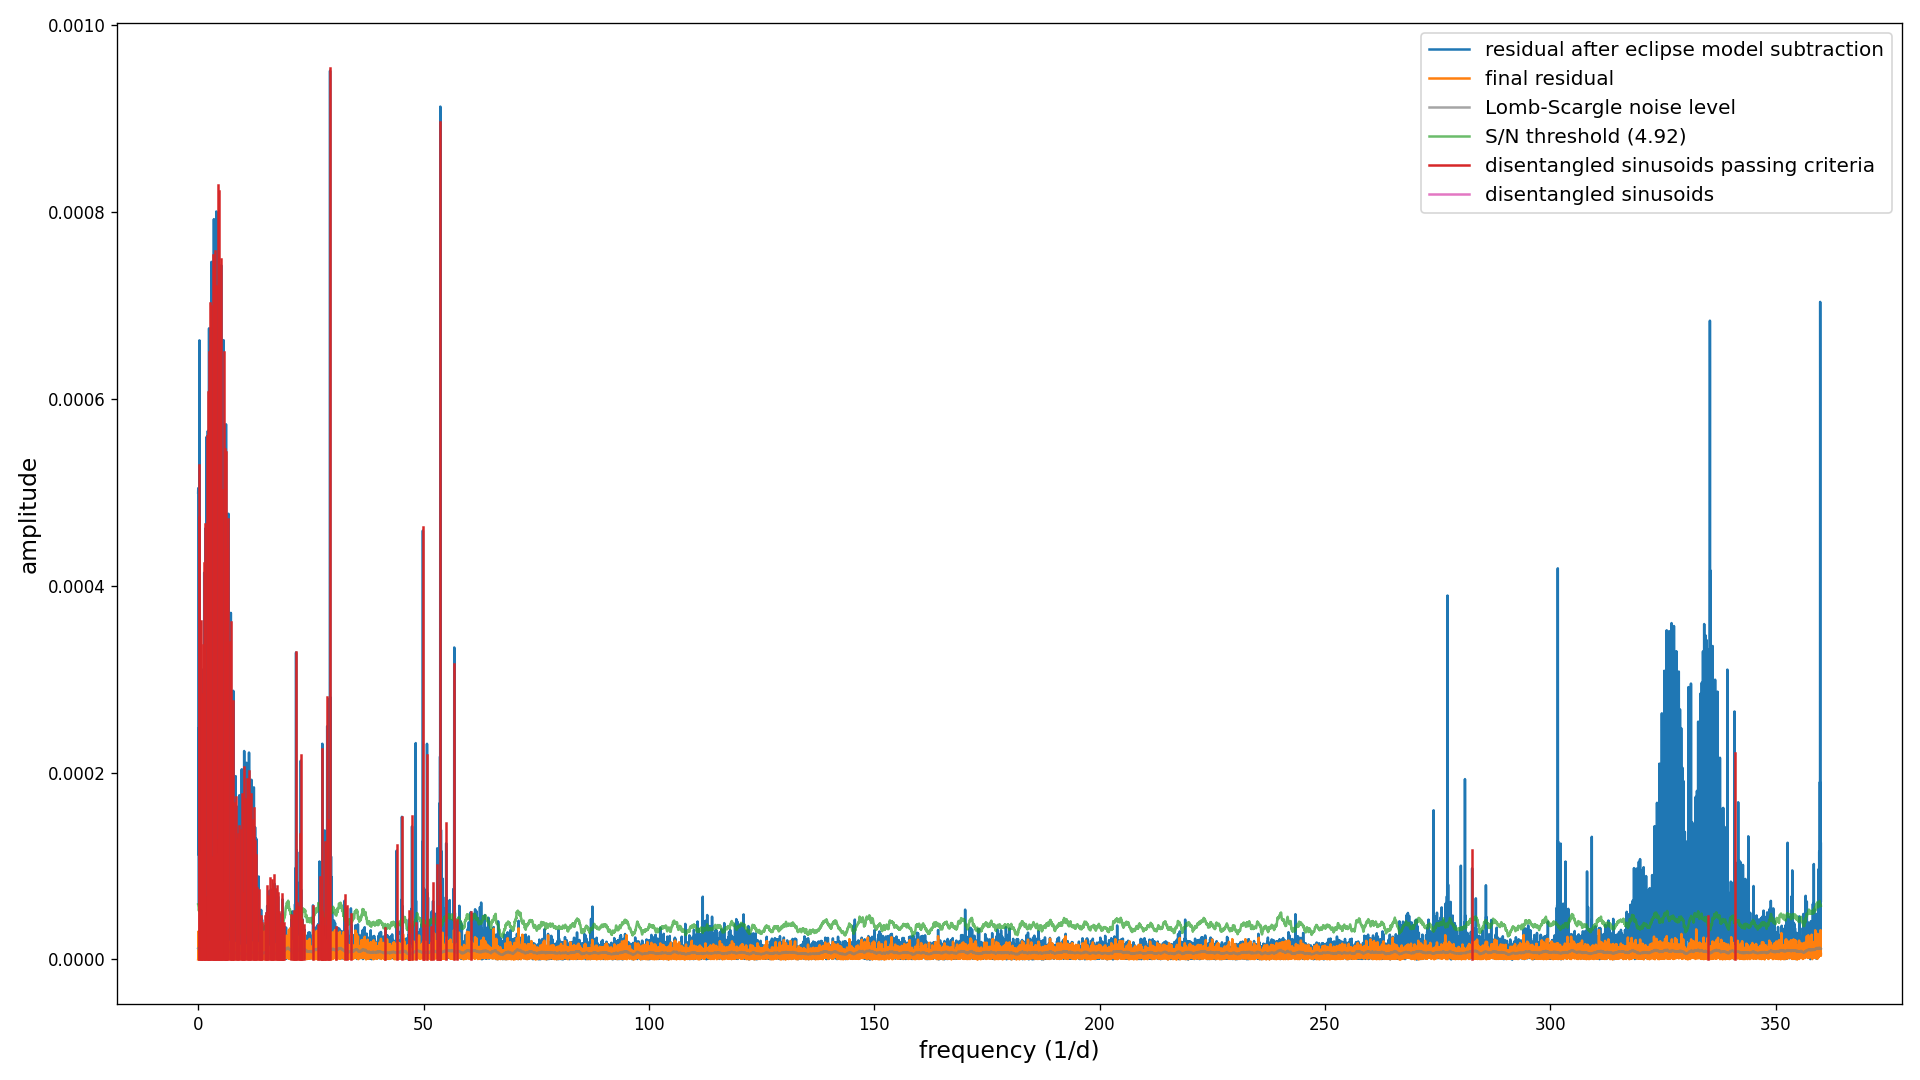 0.0010
0.0008
0.0006
0.0004
0.0002
0.0000
amplitude
0
50
100
150
200
250
300
350
frequency (1/d)
residual after eclipse model subtraction
final residual
Lomb-Scargle noise level
S/N threshold (4.92)
disentangled sinusoids passing criteria
disentangled sinusoids